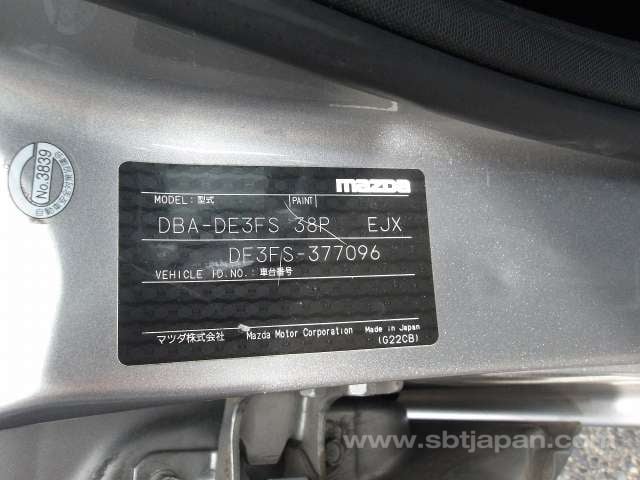 No.3839
mazda
MODEL: 型式 PAINT
DBA-DE3FS 38P EJX
DE3FS-377096
VEHICLE ID.NO.: 車台番号
マツダ株式会社 Mazda Motor Corporation Made in Japan
(G22CB)
www.sbtjapan.com